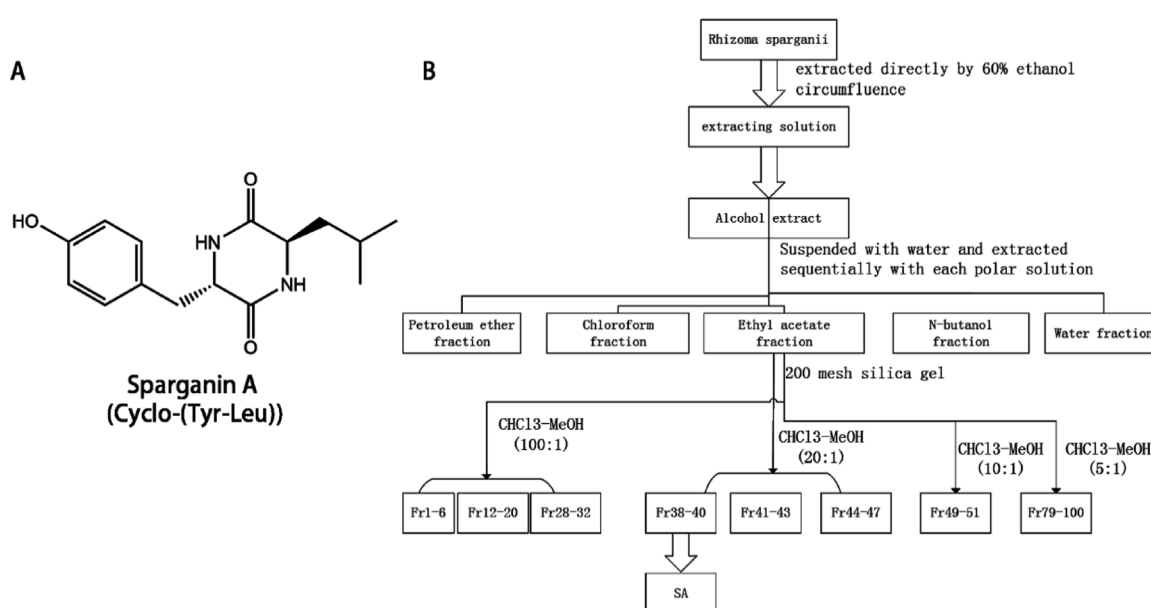 A
HO
O
HN
NH
O
Sparganin A
(Cyclo-(Tyr-Leu))
B
Rhizoma sparganii
extracted directly by 60% ethanol
circumfluence
extracting solution
Alcohol extract
Suspended with water and extracted
sequentially with each polar solution
Petroleum ether
fraction
Chloroform
fraction
Ethyl acetate
fraction
N-butanol
fraction
Water fraction
200 mesh silica gel
CHCl3-MeOH
(100:1)
CHCl3-MeOH
(20:1)
CHCl3-MeOH
(10:1)
CHCl3-MeOH
(5:1)
Fr1-6
Fr12-20
Fr28-32
Fr38-40
Fr41-43
Fr44-47
Fr49-51
Fr79-100
SA